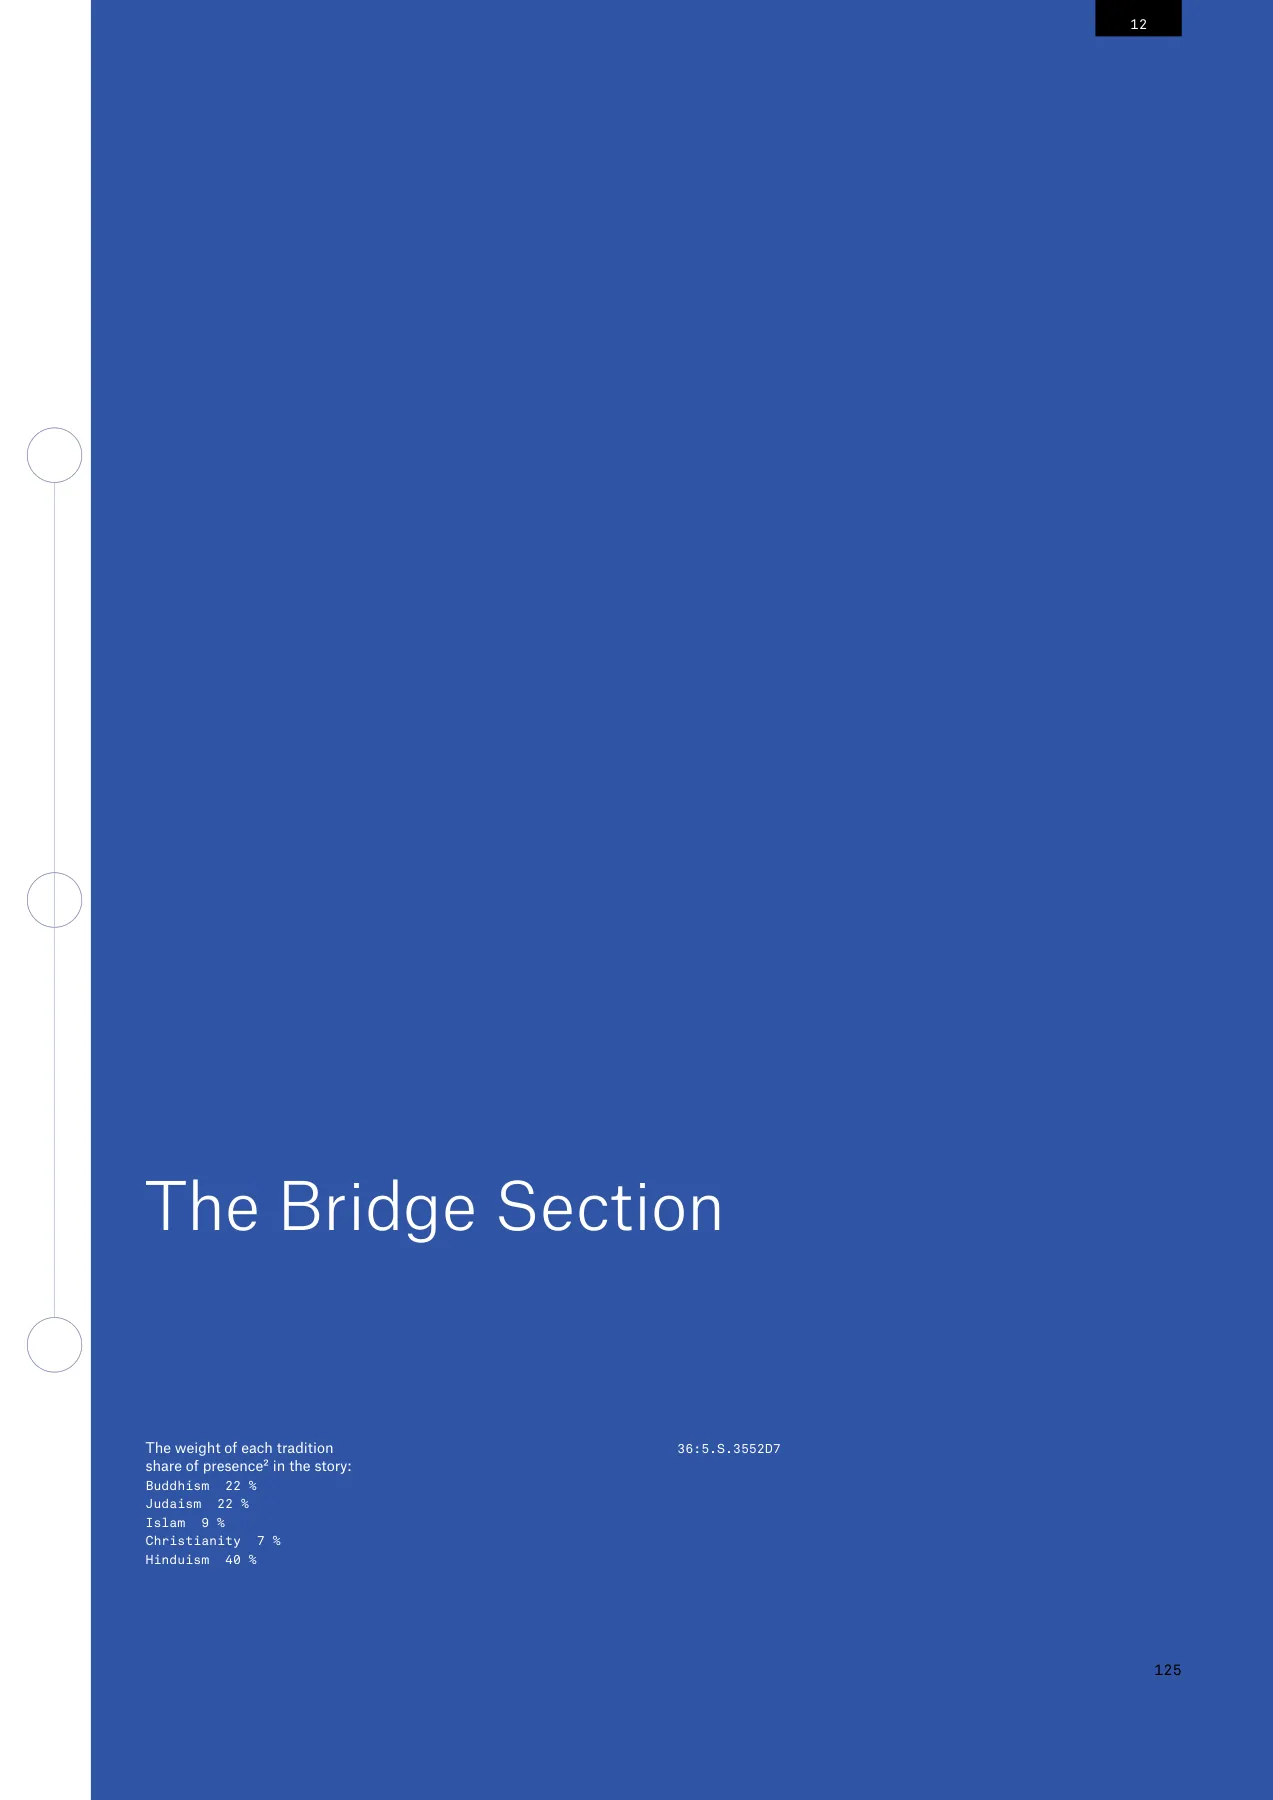 12
The Bridge Section
The weight of each tradition
share of presence² in the story:
Buddhism 22 %
Judaism 22 %
Islam 9 %
Christianity 7 %
Hinduism 40 %
36:5.S.3552D7
125